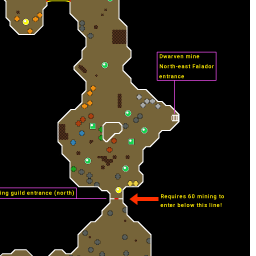 Dwarven mine
North-east Falador
entrance
ing guild entrance (north)
Requires 60 mining to
enter below this line!